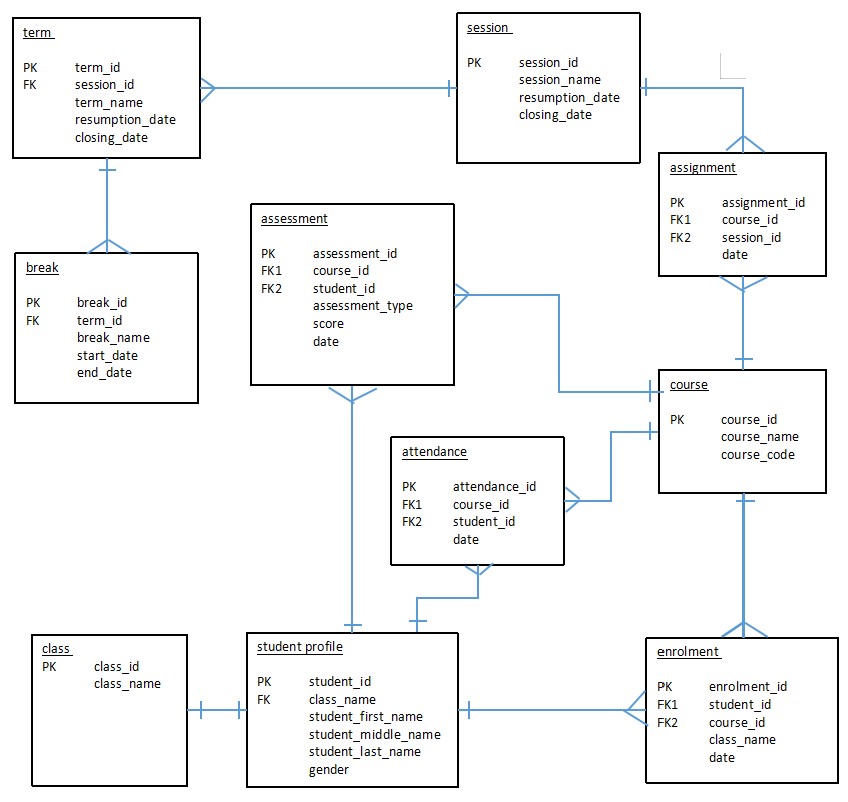 term
PK term_id
FK session_id
term_name
resumption_date
closing_date
session
PK session_id
session_name
resumption_date
closing_date
assignment
PK assignment_id
FK1 course_id
FK2 session_id
date
assessment
PK assessment_id
FK1 course_id
FK2 student_id
assessment_type
score
date
break
PK break_id
FK term_id
break_name
start_date
end_date
course
PK course_id
course_name
course_code
attendance
PK attendance_id
FK1 course_id
FK2 student_id
date
class
PK class_id
class_name
student profile
PK student_id
FK class_name
student_first_name
student_middle_name
student_last_name
gender
enrolment
PK enrolment_id
FK1 student_id
FK2 course_id
class_name
date